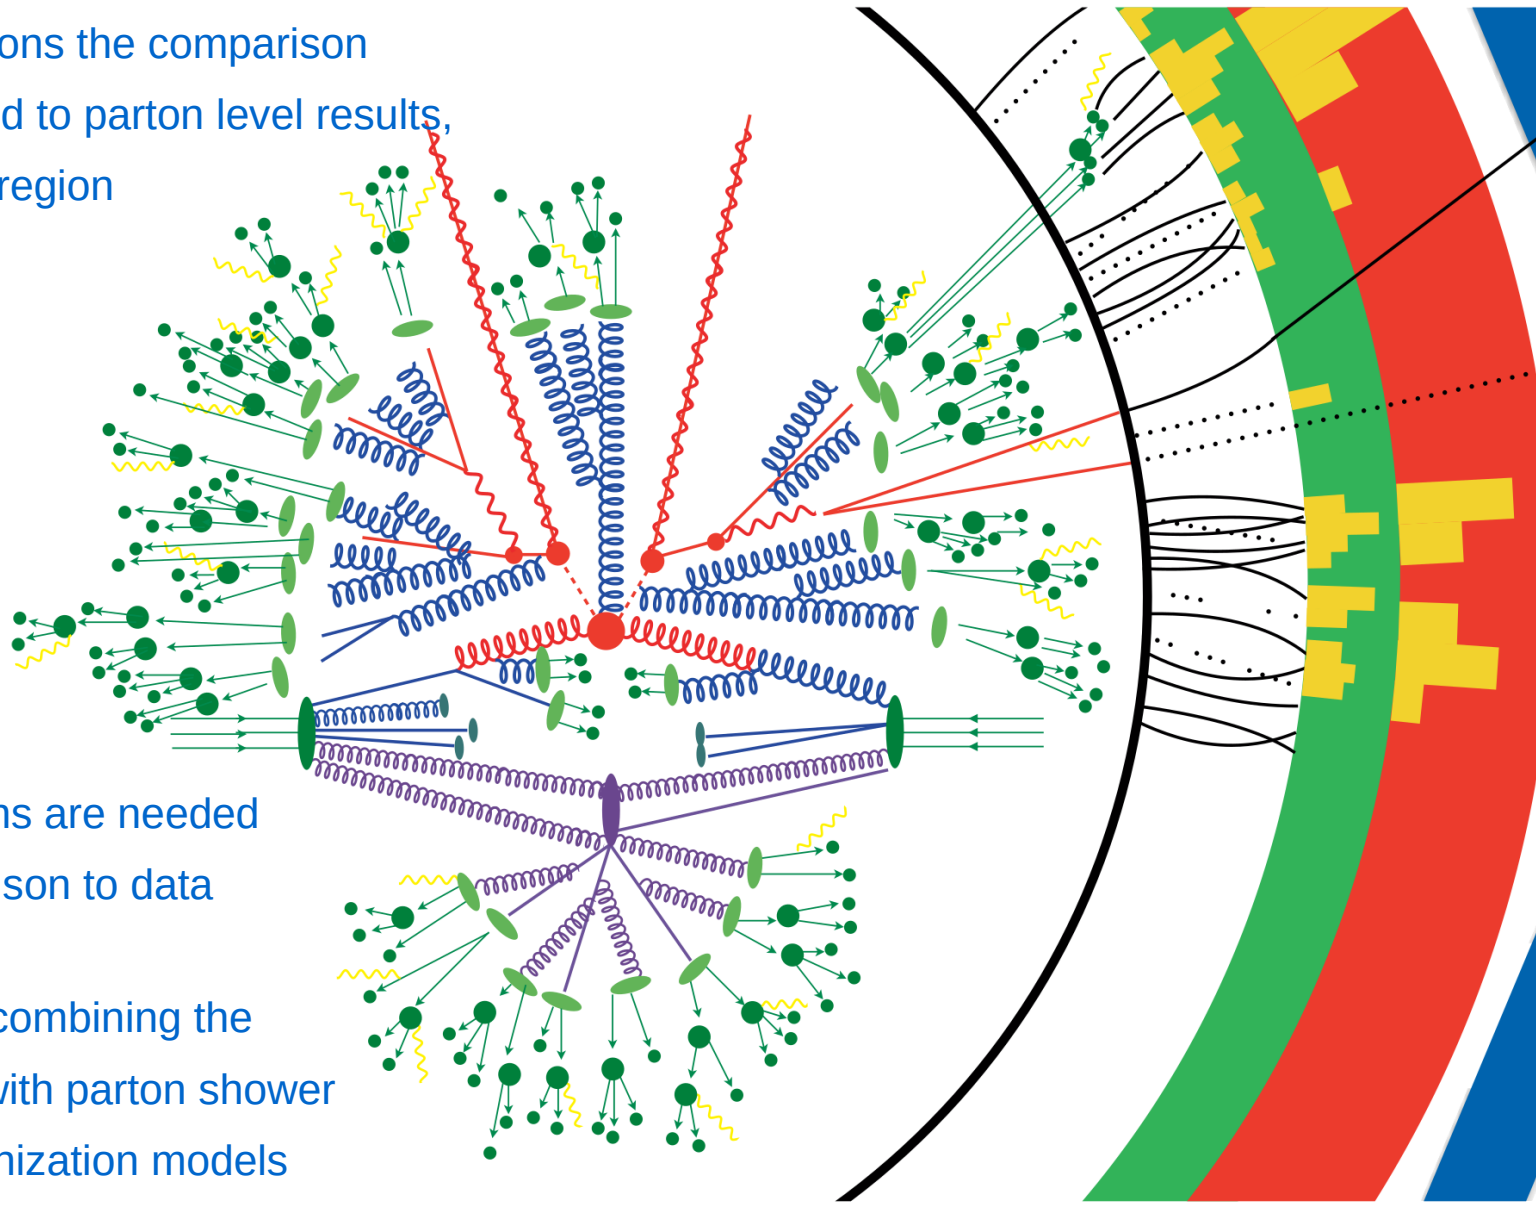 ons the comparison
d to parton level results,
region
ns are needed
son to data
combining the
with parton shower
nization models